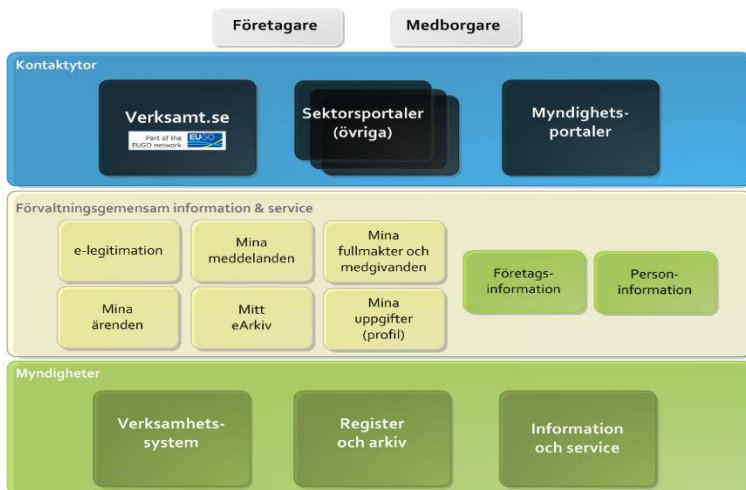 Företagare
Medborgare
Kontaktytor
Verksamt.se
Part of the
EUGO network
EUGO
Sektorsportaler
(övriga)
Myndighets-
portaler
Förvaltningsgemensam information & service
e-legitimation
Mina
meddelanden
Mina
fullmakter och
medgivanden
Företags-
information
Person-
information
Mina
ärenden
Mitt
eArkiv
Mina
uppgifter
(profil)
Myndigheter
Verksamhets-
system
Register
och arkiv
Information
och service